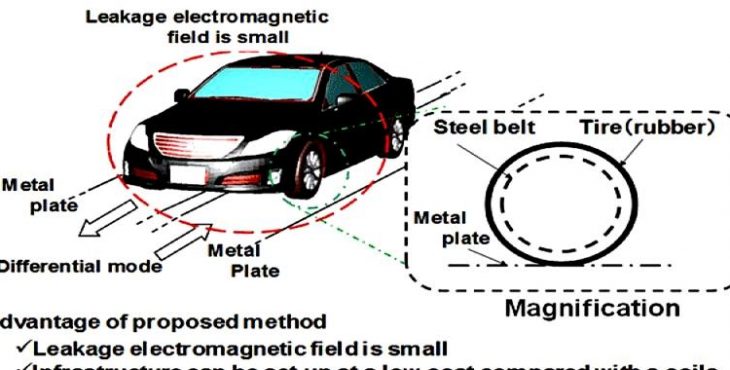 Leakage electromagnetic
field is small
Steel belt
Tire(rubber)
Metal
plate
Metal
plate
Metal
Plate
Differential mode
Magnification
dvantage of proposed method
✓Leakage electromagnetic field is small
✓Infrastructure can be set up at a low cost compared with a coils